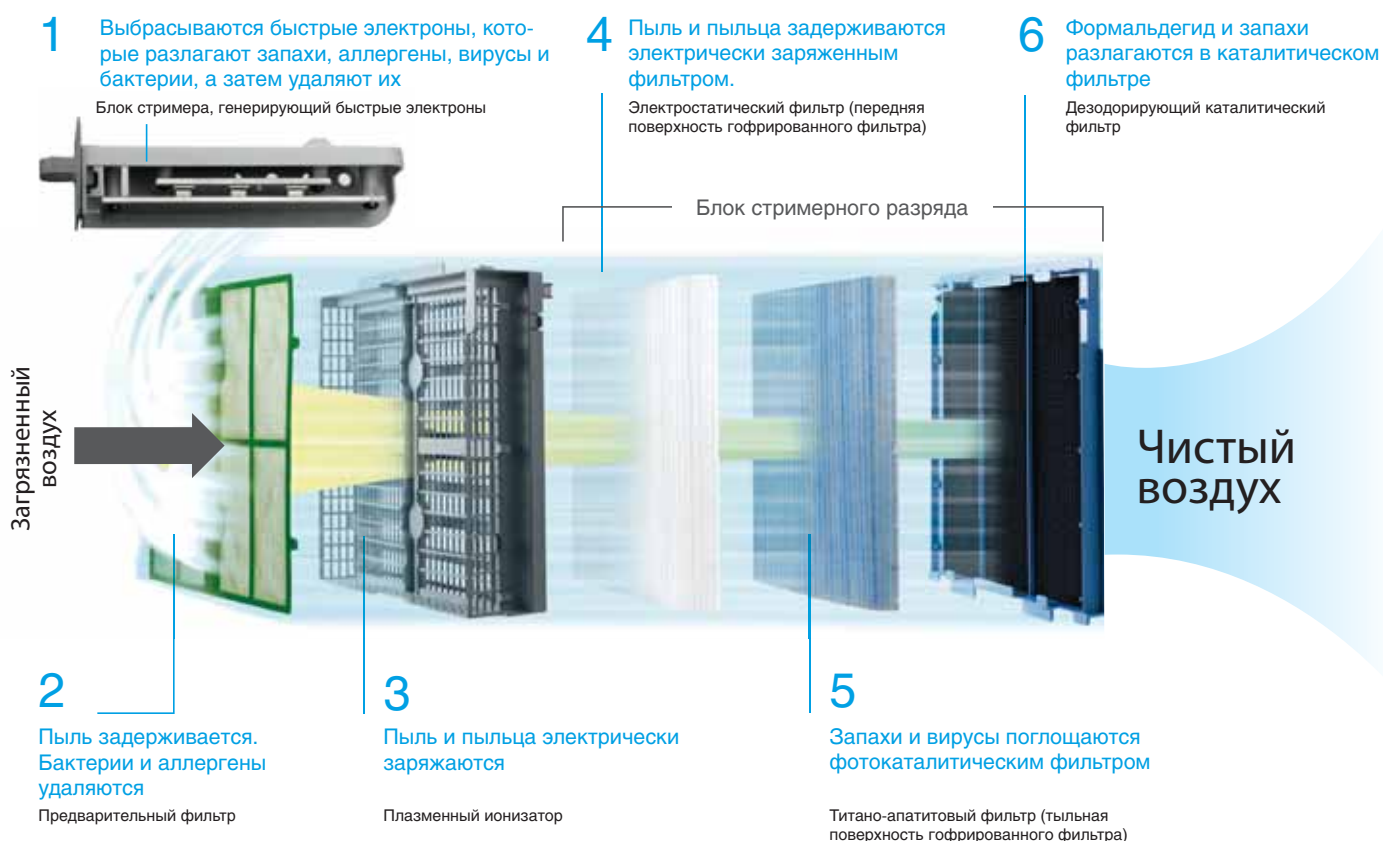 1
Выбрасываются быстрые электроны, кото-
рые разлагают запахи, аллергены, вирусы и
бактерии, а затем удаляют их
Блок стримера, генерирующий быстрые электроны
4
Пыль и пыльца задерживаются
электрически заряженным
фильтром.
Электростатический фильтр (передняя
поверхность гофрированного фильтра)
6
Формальдегид и запахи
разлагаются в каталитическом
фильтре
Дезодорирующий каталитический
фильтр
Блок стримерного разряда
Загрязненный
воздух
Чистый
воздух
2
Пыль задерживается.
Бактерии и аллергены
удаляются
Предварительный фильтр
3
Пыль и пыльца электрически
заряжаются
Плазменный ионизатор
5
Запахи и вирусы поглощаются
фотокаталитическим фильтром
Титано-апатитовый фильтр (тыльная
поверхность гофрированного фильтра)